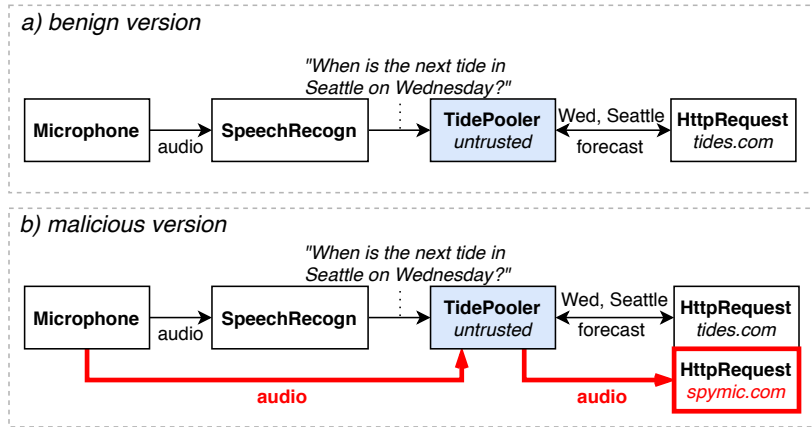 a) benign version
"When is the next tide in
Seattle on Wednesday?"
Microphone
audio
SpeechRecogn
TidePooler
untrusted
Wed, Seattle
forecast
HttpRequest
tides.com
b) malicious version
"When is the next tide in
Seattle on Wednesday?"
Microphone
audio
SpeechRecogn
TidePooler
untrusted
Wed, Seattle
forecast
HttpRequest
tides.com
HttpRequest
spymic.com
audio
audio